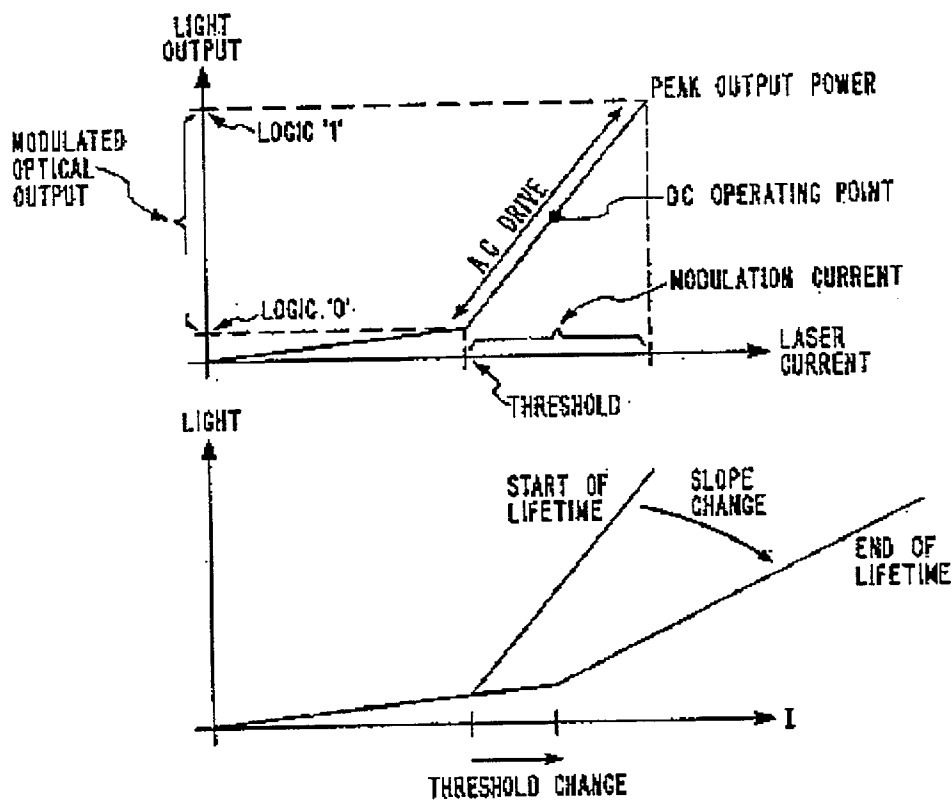 LIGHT
OUTPUT
PEAK OUTPUT POWER
LOGIC '1'
MODULATED
OPTICAL
OUTPUT
AC DRIVE
DC OPERATING POINT
MODULATION CURRENT
LOGIC '0'
LASER
CURRENT
THRESHOLD
LIGHT
START OF
LIFETIME
SLOPE
CHANGE
END OF
LIFETIME
I
THRESHOLD CHANGE